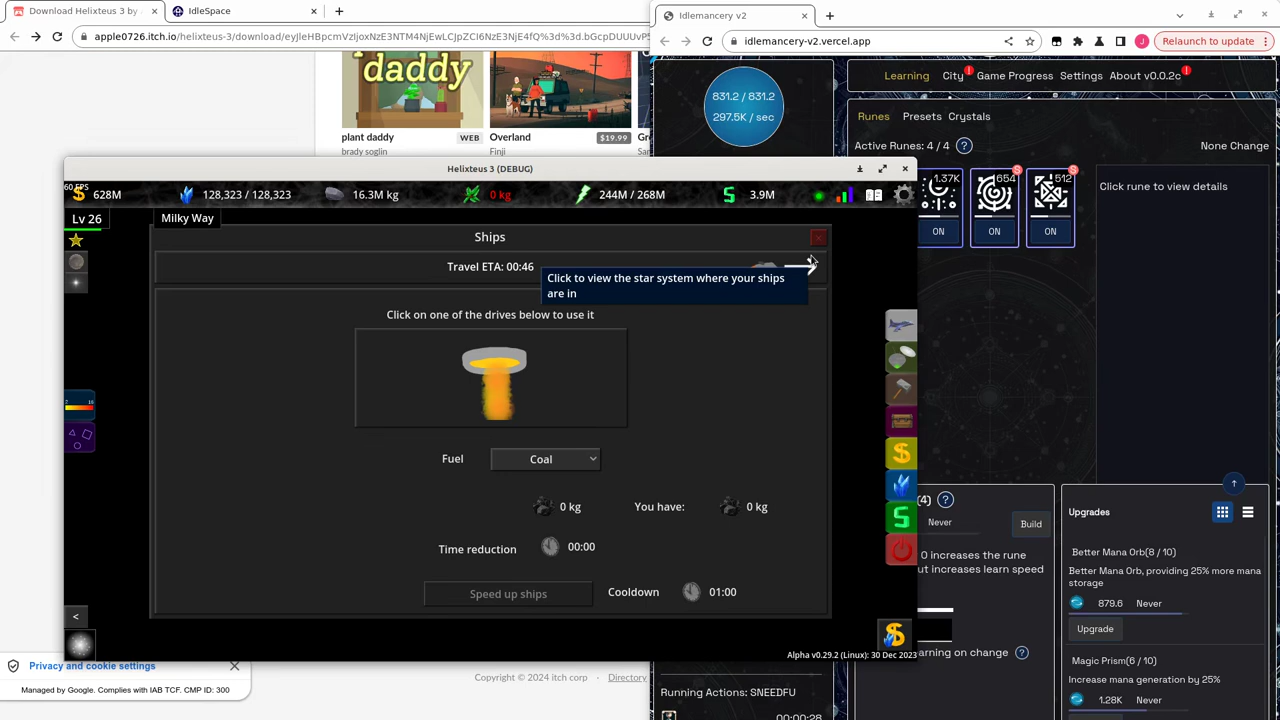 Download Helixteus 3 by
IdleSpace
apple0726.itch.io/helixteus-3/download/
daddy
plant daddy
WEB
brady soglin
Overland
$19.99
Finji
Idlemancery v2
idlemancery-v2.vercel.app
Relaunch to update
831.2 / 831.2
297.5K / sec
Learning
City
Game Progress
Settings
About v0.0.2c
Runes
Presets
Crystals
Active Runes: 4 / 4
None Change
1.37K
654
512
S
S
ON
ON
ON
Click rune to view details
Helixteus 3 (DEBUG)
60 FPS
628M
128,323 / 128,323
16.3M kg
0 kg
244M / 268M
3.9M
Lv 26
Milky Way
Ships
Travel ETA: 00:46
Click to view the star system where your ships
are in
Click on one of the drives below to use it
Fuel
Coal
0 kg
You have:
0 kg
Time reduction
00:00
Speed up ships
Cooldown
01:00
<
Alpha v0.29.2 (Linux): 30 Dec 2023
(4)
Never
Build
0 increases the rune
ut increases learn speed
earning on change
Upgrades
Better Mana Orb(8 / 10)
Better Mana Orb, providing 25% more mana
storage
879.6
Never
Upgrade
Magic Prism(6 / 10)
Increase mana generation by 25%
1.28K
Never
Privacy and cookie settings
Managed by Google. Complies with IAB TCF. CMP ID: 300
Copyright © 2024 itch corp
Directory
Running Actions: SNEEDFU
00:00:28